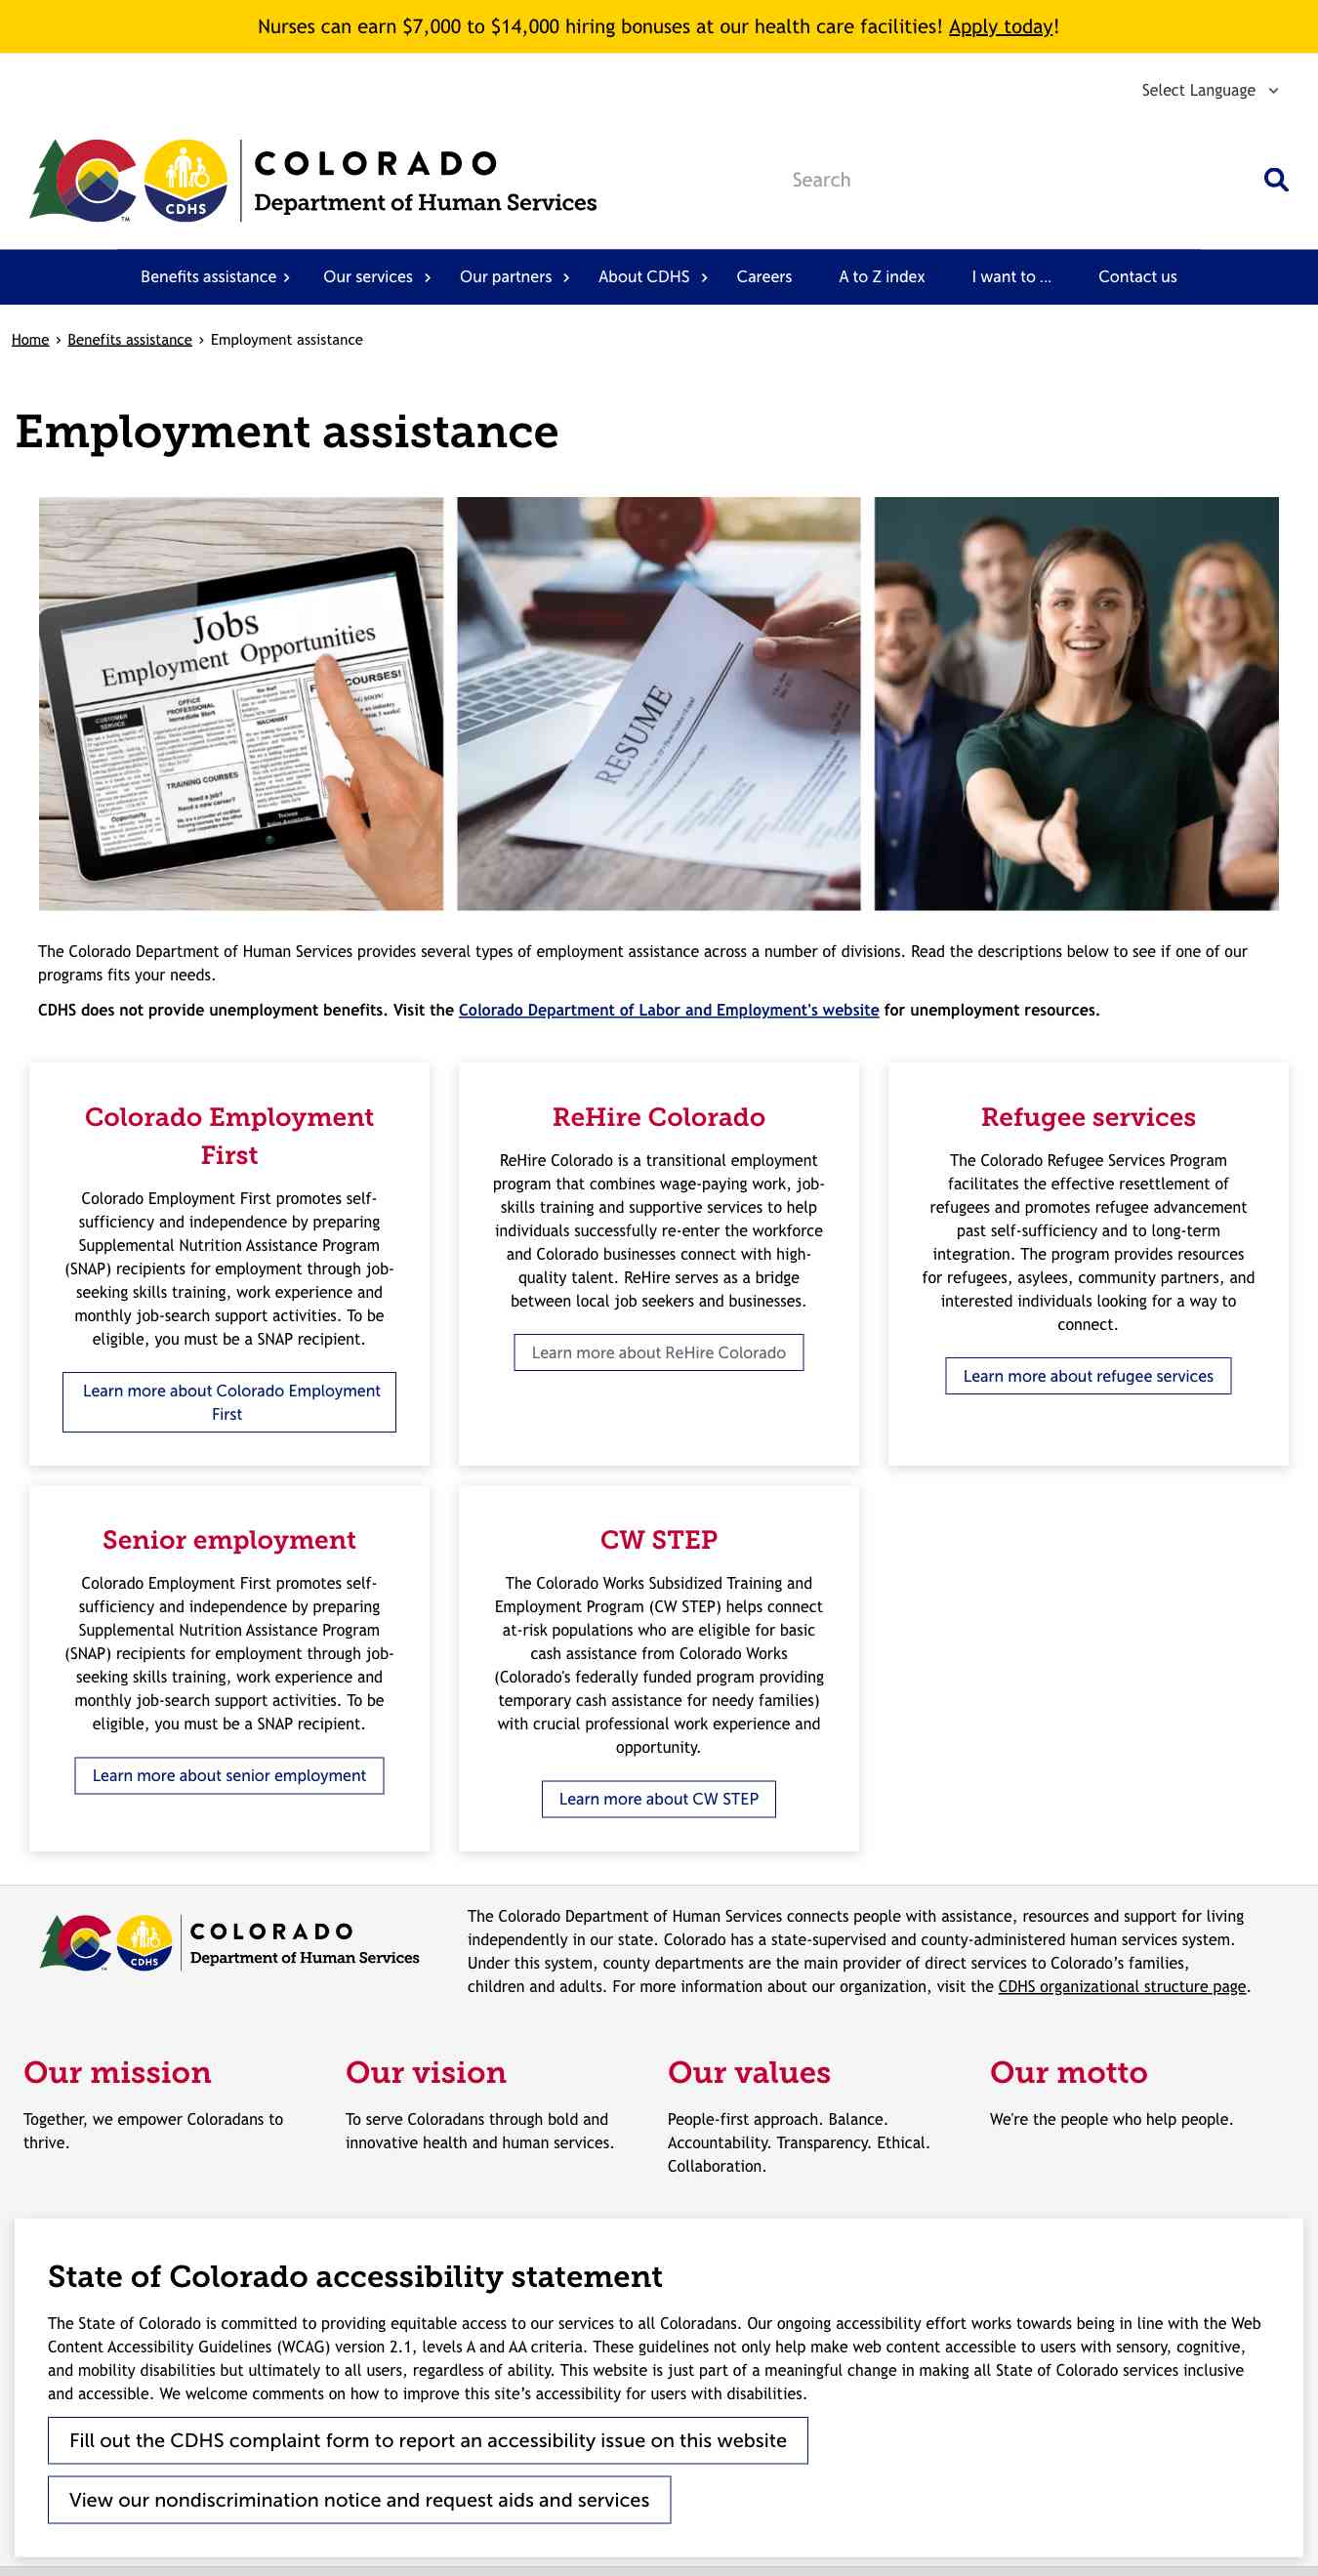 Nurses can earn $7,000 to $14,000 hiring bonuses at our health care facilities! Apply today!
Select Language
COLORADO
Department of Human Services
CDHS
TM
Search
Benefits assistance › Our services › Our partners › About CDHS › Careers A to Z index I want to ... Contact us
Home › Benefits assistance › Employment assistance
Employment assistance
Jobs
Employment Opportunities
CUSTOMER SERVICE
OFFICE PROFESSIONAL
Immediate Start
COURSES!
MACHINIST
TRAINING COURSES
Need a job?
Need a new career?
Opportunity
RESUME
The Colorado Department of Human Services provides several types of employment assistance across a number of divisions. Read the descriptions below to see if one of our
programs fits your needs.
CDHS does not provide unemployment benefits. Visit the Colorado Department of Labor and Employment's website for unemployment resources.
Colorado Employment
First
Colorado Employment First promotes self-
sufficiency and independence by preparing
Supplemental Nutrition Assistance Program
(SNAP) recipients for employment through job-
seeking skills training, work experience and
monthly job-search support activities. To be
eligible, you must be a SNAP recipient.
Learn more about Colorado Employment
First
ReHire Colorado
ReHire Colorado is a transitional employment
program that combines wage-paying work, job-
skills training and supportive services to help
individuals successfully re-enter the workforce
and Colorado businesses connect with high-
quality talent. ReHire serves as a bridge
between local job seekers and businesses.
Learn more about ReHire Colorado
Refugee services
The Colorado Refugee Services Program
facilitates the effective resettlement of
refugees and promotes refugee advancement
past self-sufficiency and to long-term
integration. The program provides resources
for refugees, asylees, community partners, and
interested individuals looking for a way to
connect.
Learn more about refugee services
Senior employment
Colorado Employment First promotes self-
sufficiency and independence by preparing
Supplemental Nutrition Assistance Program
(SNAP) recipients for employment through job-
seeking skills training, work experience and
monthly job-search support activities. To be
eligible, you must be a SNAP recipient.
Learn more about senior employment
CW STEP
The Colorado Works Subsidized Training and
Employment Program (CW STEP) helps connect
at-risk populations who are eligible for basic
cash assistance from Colorado Works
(Colorado's federally funded program providing
temporary cash assistance for needy families)
with crucial professional work experience and
opportunity.
Learn more about CW STEP
CDHS
COLORADO
Department of Human Services
The Colorado Department of Human Services connects people with assistance, resources and support for living
independently in our state. Colorado has a state-supervised and county-administered human services system.
Under this system, county departments are the main provider of direct services to Colorado’s families,
children and adults. For more information about our organization, visit the CDHS organizational structure page.
Our mission
Together, we empower Coloradans to
thrive.
Our vision
To serve Coloradans through bold and
innovative health and human services.
Our values
People-first approach. Balance.
Accountability. Transparency. Ethical.
Collaboration.
Our motto
We're the people who help people.
State of Colorado accessibility statement
The State of Colorado is committed to providing equitable access to our services to all Coloradans. Our ongoing accessibility effort works towards being in line with the Web
Content Accessibility Guidelines (WCAG) version 2.1, levels A and AA criteria. These guidelines not only help make web content accessible to users with sensory, cognitive,
and mobility disabilities but ultimately to all users, regardless of ability. This website is just part of a meaningful change in making all State of Colorado services inclusive
and accessible. We welcome comments on how to improve this site’s accessibility for users with disabilities.
Fill out the CDHS complaint form to report an accessibility issue on this website
View our nondiscrimination notice and request aids and services